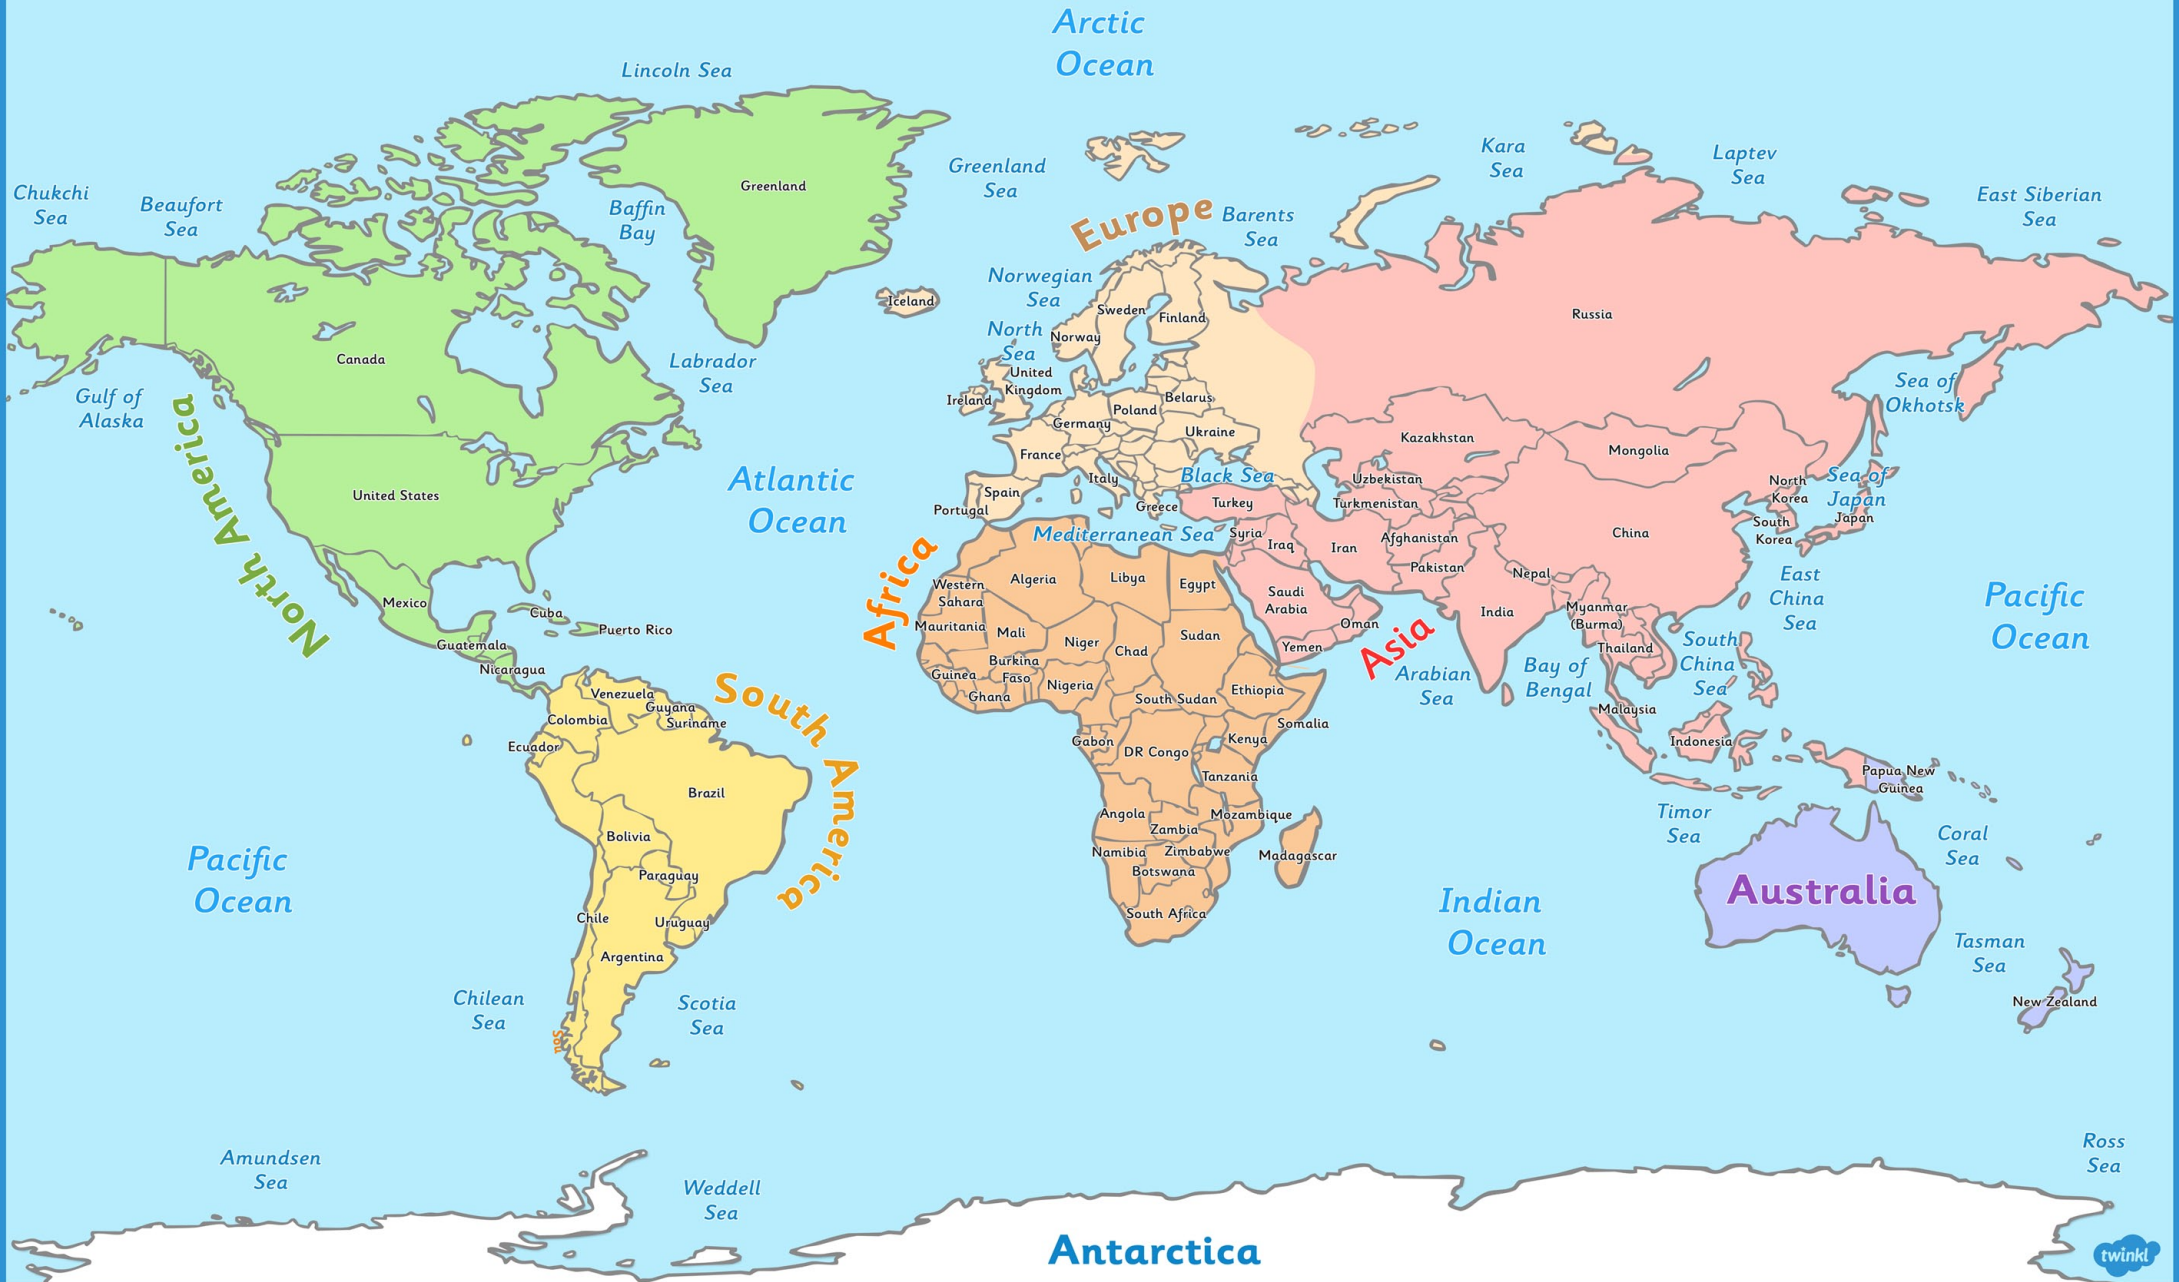 Arctic
Ocean
Lincoln Sea
Kara
Sea
Laptev
Sea
Greenland
Sea
Chukchi
Sea
Beaufort
Sea
Baffin
Bay
Greenland
Europe
Barents
Sea
East Siberian
Sea
Norwegian
Sea
Iceland
Sweden
Finland
Norway
North
Sea
Russia
Canada
Labrador
Sea
Gulf of
Alaska
United
Kingdom
Ireland
Belarus
Poland
Germany
Ukraine
France
Sea of
Okhotsk
Kazakhstan
Mongolia
North America
United States
Atlantic
Ocean
Italy
Black Sea
Spain
Portugal
Greece
Turkey
Uzbekistan
Turkmenistan
North
Korea
Sea of
Japan
Japan
South
Korea
China
Mediterranean Sea
Syria
Iraq
Iran
Afghanistan
Pakistan
Nepal
Africa
Western
Sahara
Algeria
Libya
Egypt
Saudi
Arabia
India
Myanmar
(Burma)
East
China
Sea
Pacific
Ocean
Mexico
Cuba
Puerto Rico
Guatemala
Nicaragua
Mauritania
Mali
Niger
Chad
Sudan
Oman
Yemen
Asia
Arabian
Sea
Bay of
Bengal
Thailand
South
China
Sea
Burkina
Faso
Guinea
Ghana
Nigeria
South Sudan
Ethiopia
Somalia
Malaysia
Indonesia
South America
Venezuela
Guyana
Suriname
Colombia
Ecuador
Gabon
DR Congo
Kenya
Tanzania
Papua New
Guinea
Brazil
Bolivia
Angola
Zambia
Mozambique
Timor
Sea
Coral
Sea
Pacific
Ocean
Paraguay
Namibia
Zimbabwe
Botswana
Madagascar
Indian
Ocean
Australia
Chile
Uruguay
Argentina
South Africa
Tasman
Sea
New Zealand
Chilean
Sea
Scotia
Sea
Sou
Amundsen
Sea
Weddell
Sea
Ross
Sea
Antarctica
twinkl